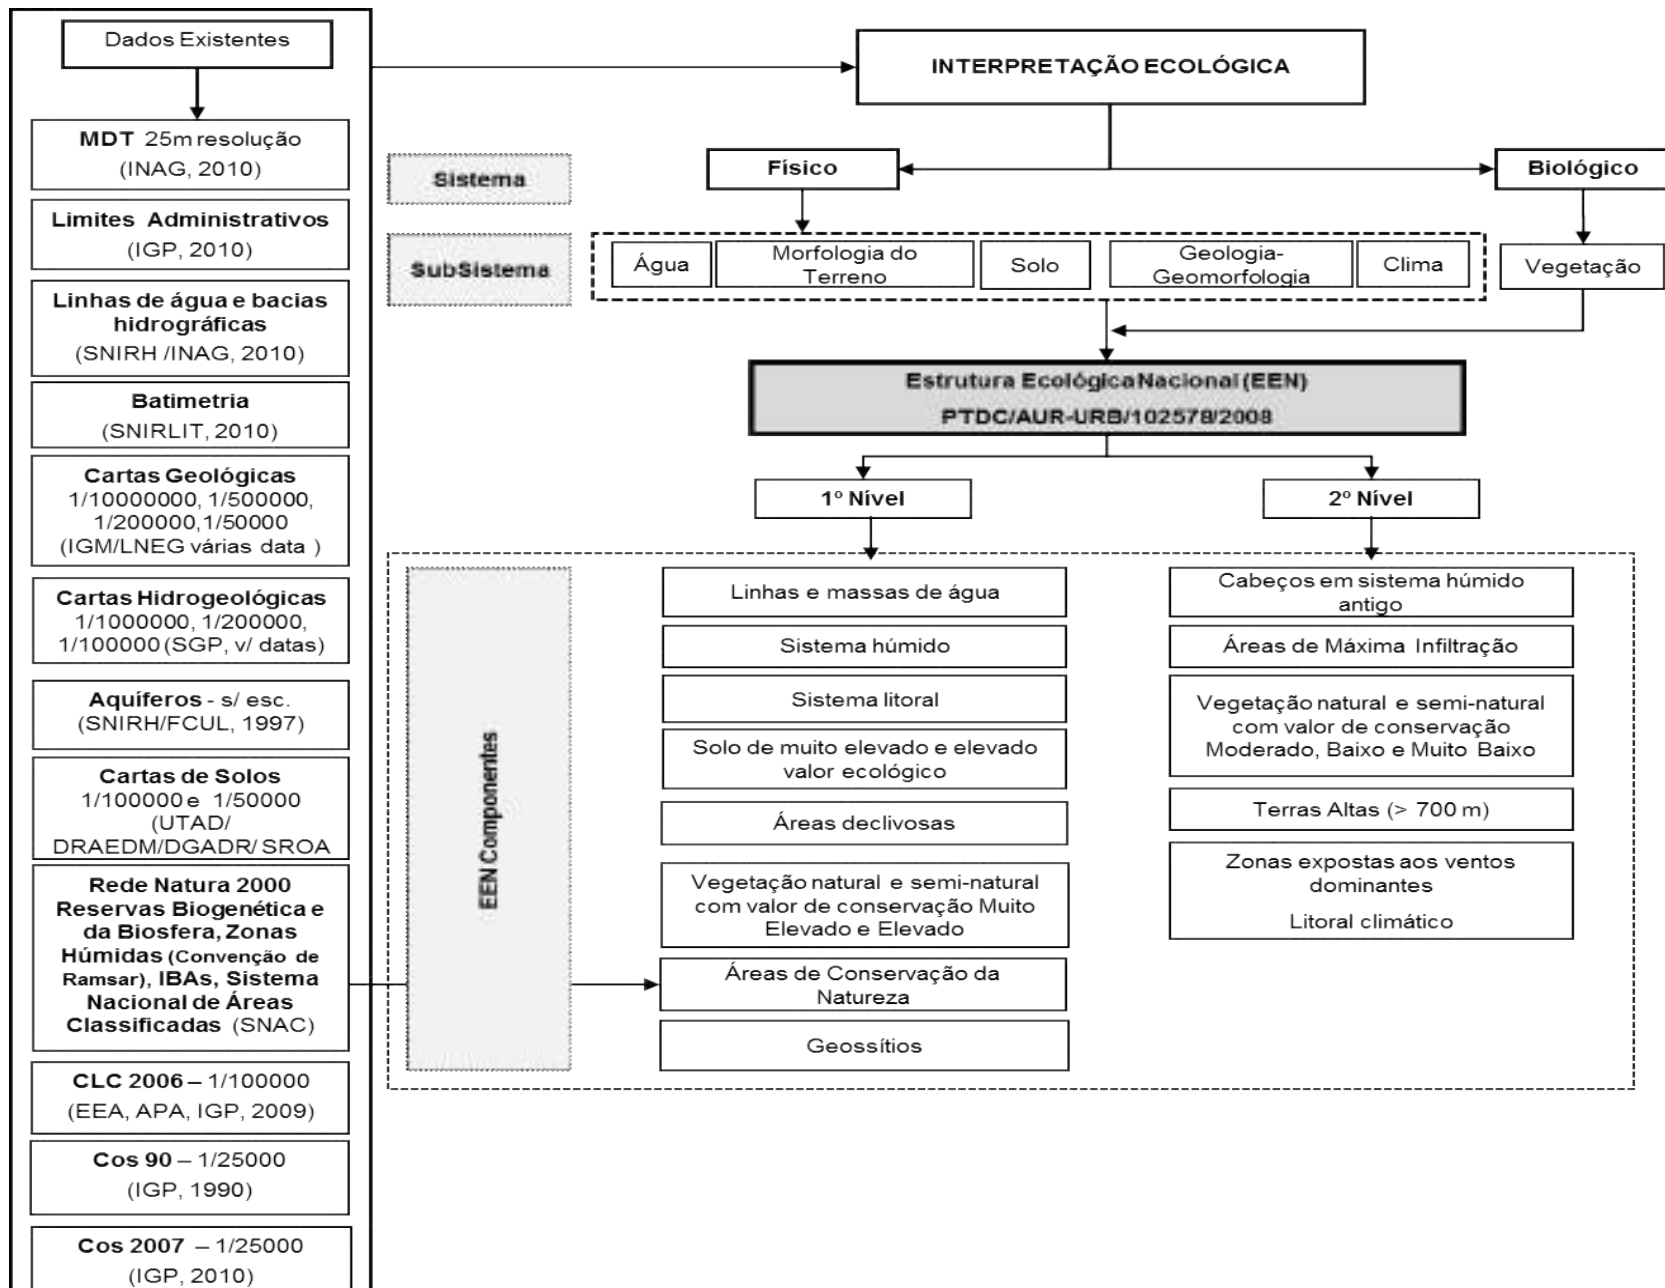 Dados Existentes
MDT 25m resolução
(INAG, 2010)
Limites Administrativos
(IGP, 2010)
Linhas de água e bacias
hidrográficas
(SNIRH /INAG, 2010)
Batimetria
(SNIRLIT, 2010)
Cartas Geológicas
1/10000000, 1/500000,
1/200000,1/50000
(IGM/LNEG várias data )
Cartas Hidrogeológicas
1/1000000, 1/200000,
1/100000 (SGP, v/ datas)
Aquíferos - s/ esc.
(SNIRH/FCUL, 1997)
Cartas de Solos
1/100000 e 1/50000
(UTAD/
DRAEDM/DGADR/ SROA
Rede Natura 2000
Reservas Biogenética e
da Biosfera, Zonas
Húmidas (Convenção de
Ramsar), IBAs, Sistema
Nacional de Áreas
Classificadas (SNAC)
CLC 2006 – 1/100000
(EEA, APA, IGP, 2009)
Cos 90 – 1/25000
(IGP, 1990)
Cos 2007 – 1/25000
(IGP, 2010)
INTERPRETAÇÃO ECOLÓGICA
Sistema
Físico
Biológico
SubSistema
Água
Morfologia do
Terreno
Solo
Geologia-
Geomorfologia
Clima
Vegetação
Estrutura Ecológica Nacional (EEN)
PTDC/AUR-URB/102578/2008
1º Nível
2º Nível
EEN Componentes
Linhas e massas de água
Sistema húmido
Sistema litoral
Solo de muito elevado e elevado
valor ecológico
Áreas declivosas
Vegetação natural e semi-natural
com valor de conservação Muito
Elevado e Elevado
Áreas de Conservação da
Natureza
Geossítios
Cabeços em sistema húmido
antigo
Áreas de Máxima Infiltração
Vegetação natural e semi-natural
com valor de conservação
Moderado, Baixo e Muito Baixo
Terras Altas (> 700 m)
Zonas expostas aos ventos
dominantes
Litoral climático